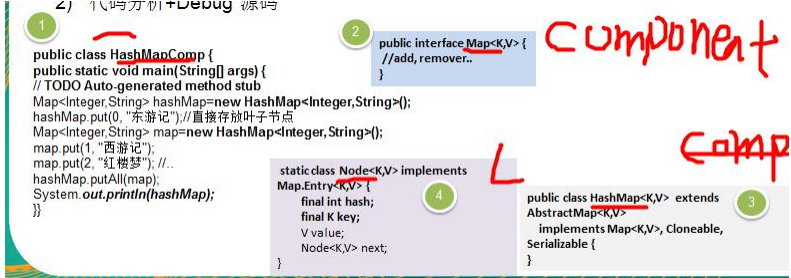 2) 代码分析+Debug 源码
1
public class HashMapComp {
public static void main(String[] args) {
// TODO Auto-generated method stub
Map<Integer,String> hashMap=new HashMap<Integer,String>();
hashMap.put(0, "东游记");//直接存放叶子节点
Map<Integer,String> map=new HashMap<Integer,String>();
map.put(1, "西游记");
map.put(2, "红楼梦"); //..
hashMap.putAll(map);
System.out.println(hashMap);
}}
2
public interface Map<K,V> {
//add, remover..
}
component
comp
L
static class Node<K,V> implements
Map.Entry<K,V> {
final int hash;
final K key;
V value;
Node<K,V> next;
}
4
public class HashMap<K,V> extends
AbstractMap<K,V>
implements Map<K,V>, Cloneable,
Serializable {
}
3